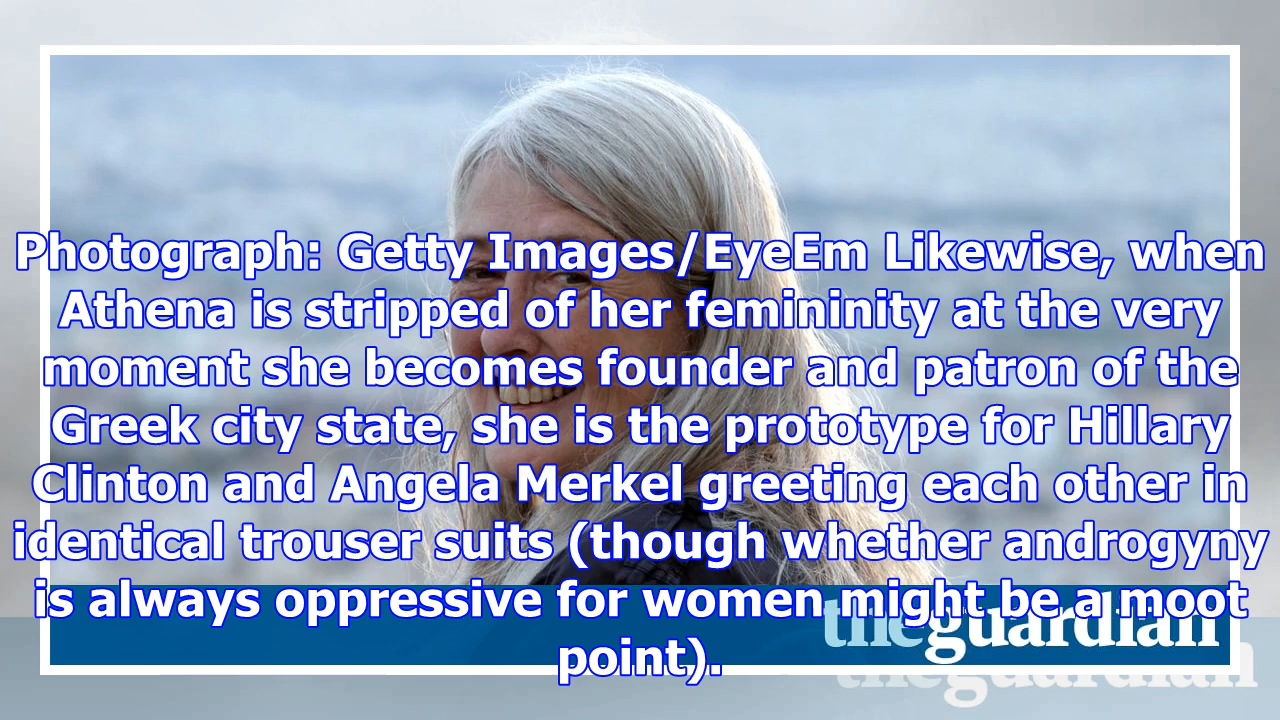 Photograph: Getty Images/EyeEm Likewise, when
Athena is stripped of her femininity at the very
moment she becomes founder and patron of the
Greek city state, she is the prototype for Hillary
Clinton and Angela Merkel greeting each other in
identical trouser suits (though whether androgyny
is always oppressive for women might be a moot
point).
theguardian
theguardian